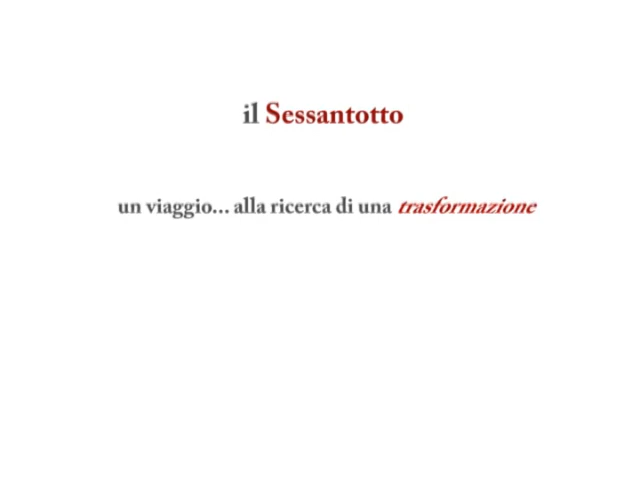 il Sessantotto
un viaggio... alla ricerca di una trasformazione